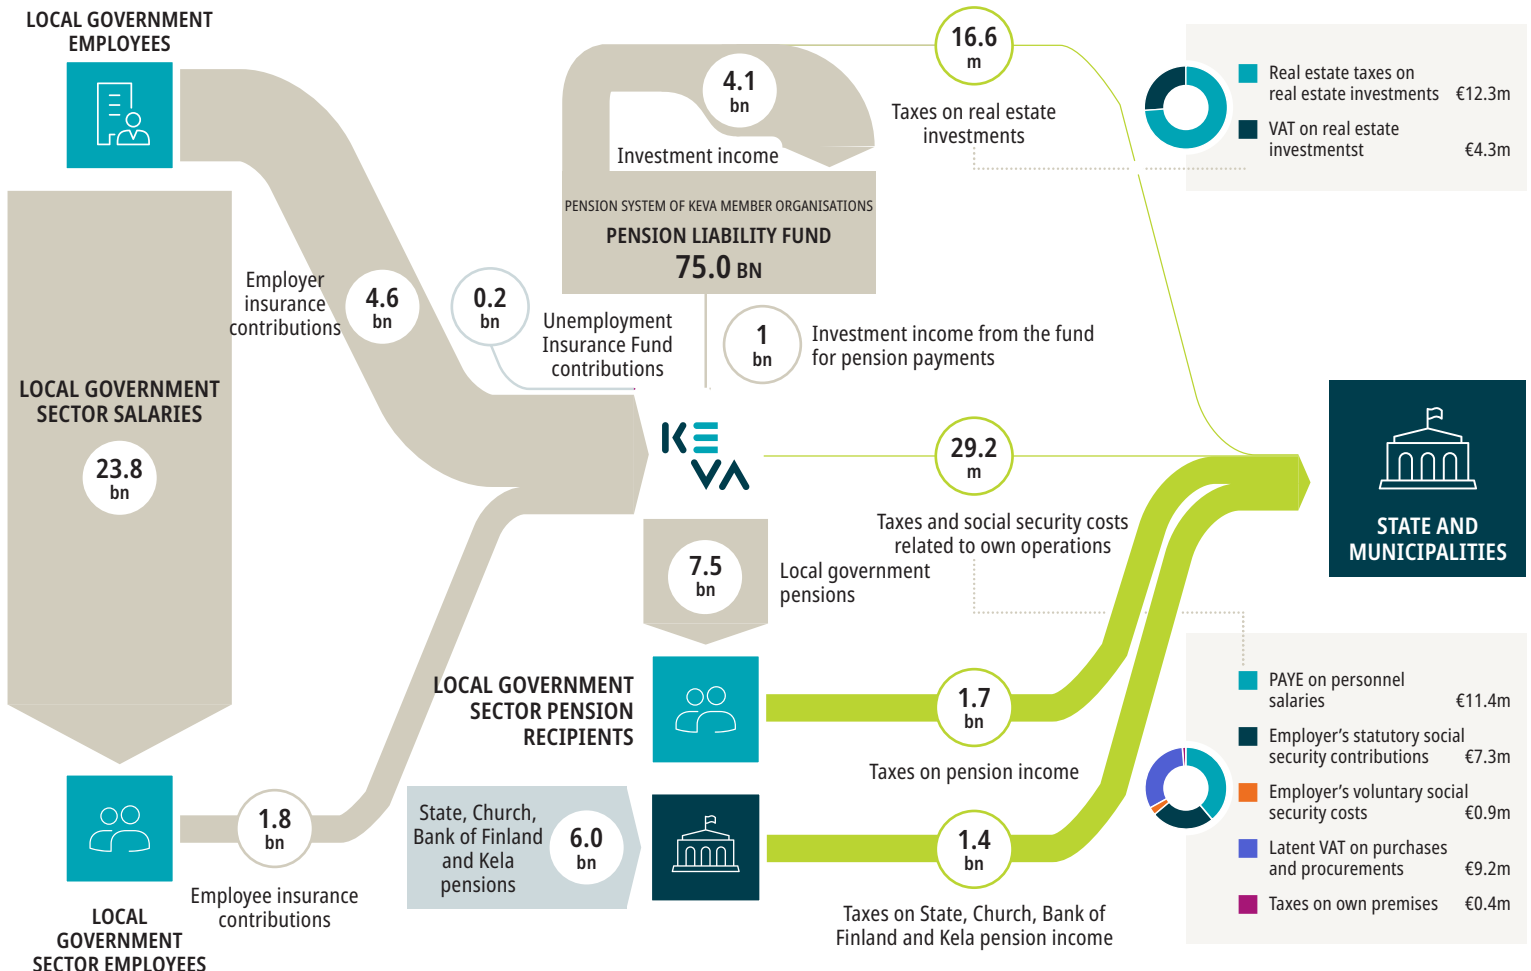 LOCAL GOVERNMENT
EMPLOYEES
LOCAL GOVERNMENT
SECTOR SALARIES
23.8
bn
LOCAL
GOVERNMENT
SECTOR EMPLOYEES
Employer
insurance
contributions
4.6
bn
0.2
bn
Unemployment
Insurance Fund
contributions
1.8
bn
Employee insurance
contributions
4.1
bn
Investment income
PENSION SYSTEM OF KEVA MEMBER ORGANISATIONS
PENSION LIABILITY FUND
75.0 BN
1
bn
Investment income from the fund
for pension payments
KE
VA
7.5
bn
Local government
pensions
LOCAL GOVERNMENT
SECTOR PENSION
RECIPIENTS
State, Church,
Bank of Finland
and Kela
pensions
6.0
bn
16.6
m
Taxes on real estate
investments
29.2
m
Taxes and social security costs
related to own operations
1.7
bn
Taxes on pension income
1.4
bn
Taxes on State, Church, Bank of
Finland and Kela pension income
Real estate taxes on
real estate investments €12.3m
VAT on real estate
investmentst €4.3m
STATE AND
MUNICIPALITIES
PAYE on personnel
salaries €11.4m
Employer's statutory social
security contributions €7.3m
Employer's voluntary social
security costs €0.9m
Latent VAT on purchases
and procurements €9.2m
Taxes on own premises €0.4m